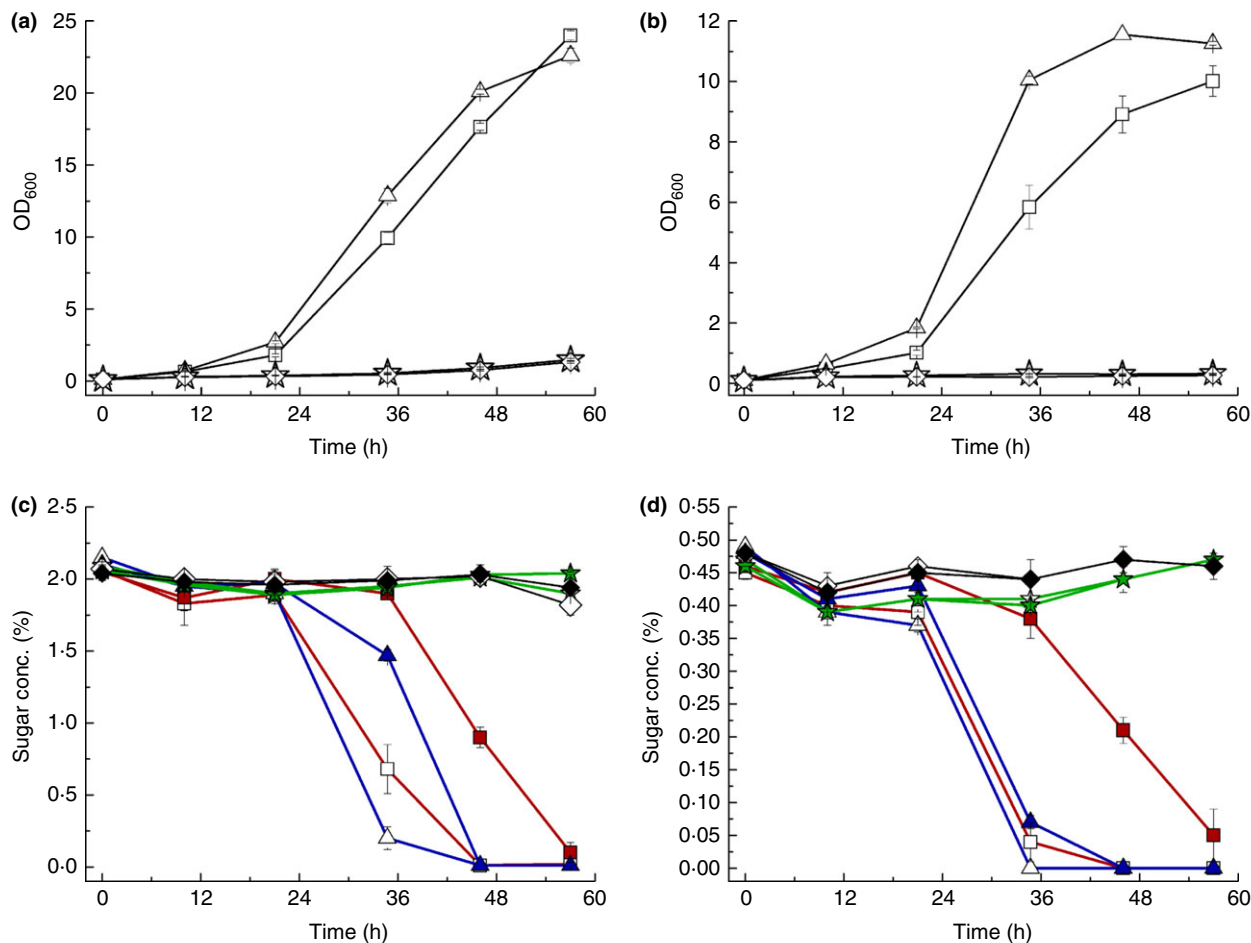 (a)
25
20
15
10
5
0
OD600
0 12 24 36 48 60
Time (h)
(b)
12
10
8
6
4
2
0
OD600
0 12 24 36 48 60
Time (h)
(c)
2·5
2·0
1·5
1·0
0·5
0·0
Sugar conc. (%)
0 12 24 36 48 60
Time (h)
(d)
0·55
0·50
0·45
0·40
0·35
0·30
0·25
0·20
0·15
0·10
0·05
0·00
Sugar conc. (%)
0 12 24 36 48 60
Time (h)